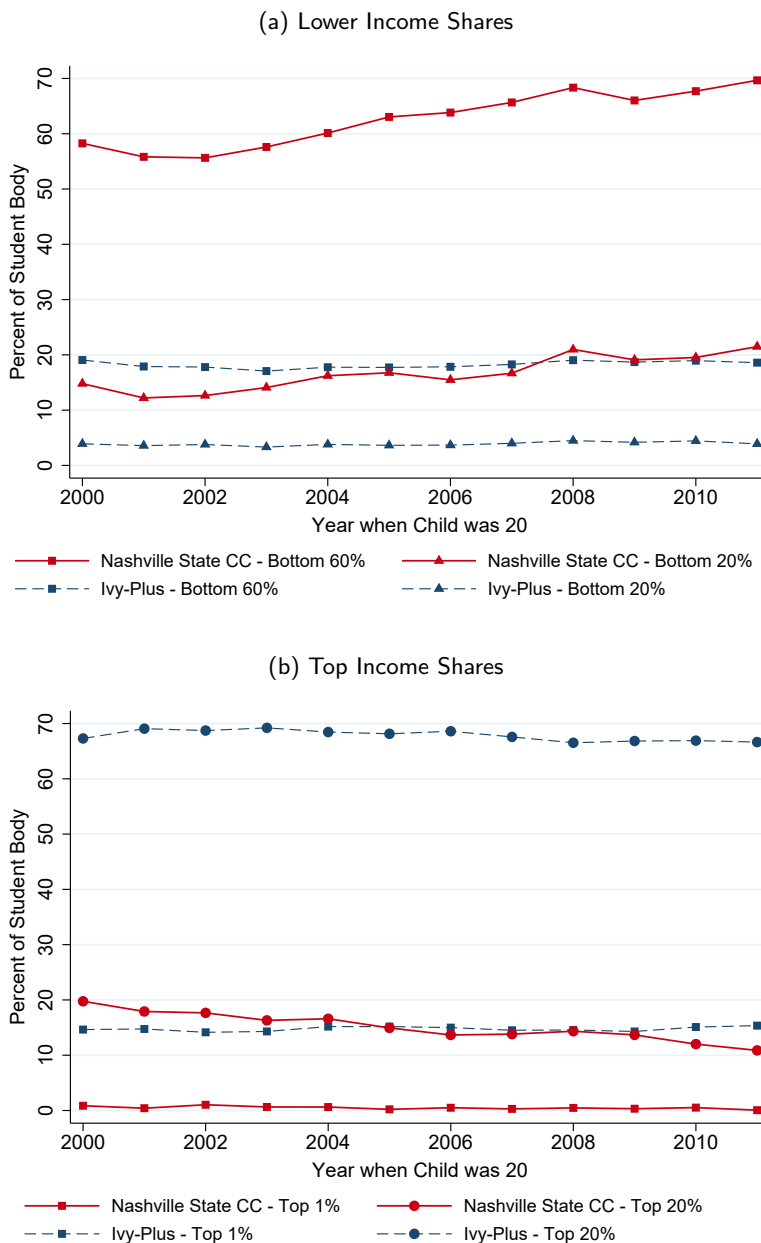 (a) Lower Income Shares
Percent of Student Body
70
60
50
40
30
20
10
0
2000 2002 2004 2006 2008 2010
Year when Child was 20
Nashville State CC - Bottom 60% Nashville State CC - Bottom 20%
Ivy-Plus - Bottom 60% Ivy-Plus - Bottom 20%
(b) Top Income Shares
Percent of Student Body
70
60
50
40
30
20
10
0
2000 2002 2004 2006 2008 2010
Year when Child was 20
Nashville State CC - Top 1% Nashville State CC - Top 20%
Ivy-Plus - Top 1% Ivy-Plus - Top 20%